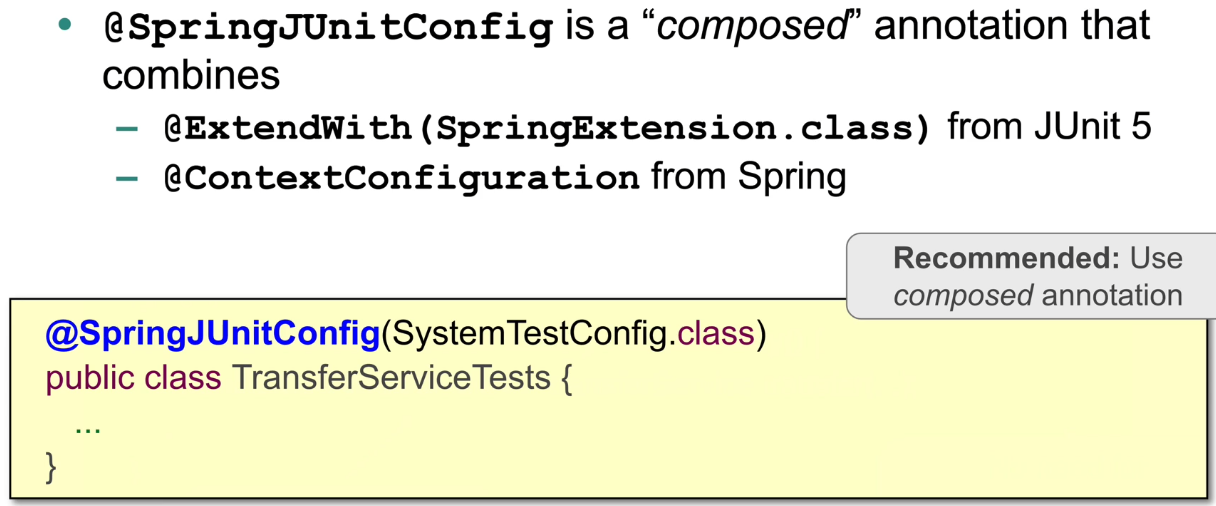 • @SpringJUnitConfig is a “composed” annotation that
combines
– @ExtendWith(SpringExtension.class) from JUnit 5
– @ContextConfiguration from Spring
Recommended: Use
composed annotation
@SpringJUnitConfig(SystemTestConfig.class)
public class TransferServiceTests {
...
}